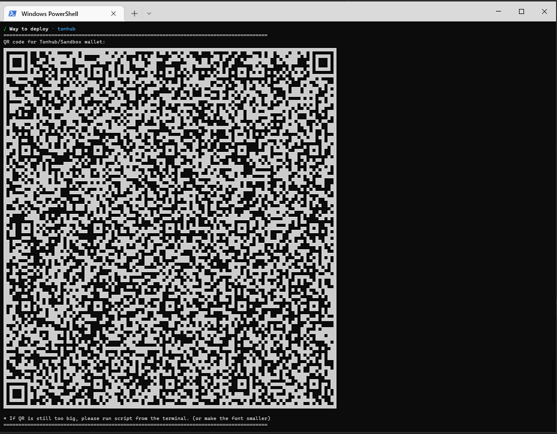 Windows PowerShell
√ Way to deploy · tonhub
================================================================================
QR code for Tonhub/Sandbox wallet:
* If QR is still too big, please run script from the terminal. (or make the font smaller)
================================================================================